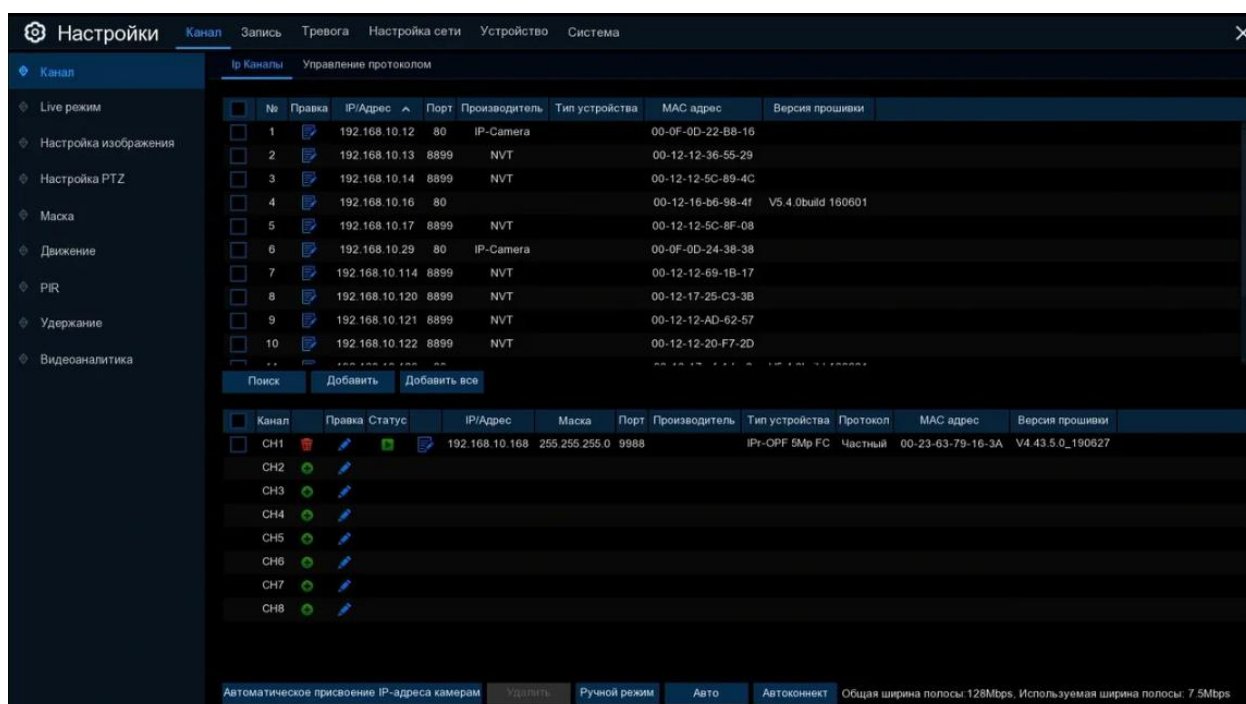 Настройки Канал Запись Тревога Настройка сети Устройство Система
Ip Каналы Управление протоколом
Канал
Live режим
Настройка изображения
Настройка PTZ
Маска
Движение
PIR
Удержание
Видеоаналитика
№ Правка IP/Адрес Порт Производитель Тип устройства MAC адрес Версия прошивки
1 192.168.10.12 80 IP-Camera 00-0F-0D-22-B8-16
2 192.168.10.13 8899 NVT 00-12-12-36-55-29
3 192.168.10.14 8899 NVT 00-12-12-5C-89-4C
4 192.168.10.16 80 00-12-16-b6-98-4f V5.4.0build 160601
5 192.168.10.17 8899 NVT 00-12-12-5C-8F-08
6 192.168.10.29 80 IP-Camera 00-0F-0D-24-38-38
7 192.168.10.114 8899 NVT 00-12-12-69-1B-17
8 192.168.10.120 8899 NVT 00-12-17-25-C3-3B
9 192.168.10.121 8899 NVT 00-12-12-AD-62-57
10 192.168.10.122 8899 NVT 00-12-12-20-F7-2D
Поиск Добавить Добавить все
Канал Правка Статус IP/Адрес Маска Порт Производитель Тип устройства Протокол MAC адрес Версия прошивки
CH1 192.168.10.168 255.255.255.0 9988 IPr-OPF 5Mp FC Частный 00-23-63-79-16-3A V4.43.5.0_190627
CH2
CH3
CH4
CH5
CH6
CH7
CH8
Автоматическое присвоение IP-адреса камерам Удалить Ручной режим Авто Автоконнект Общая ширина полосы:128Mbps, Используемая ширина полосы: 7.5Mbps